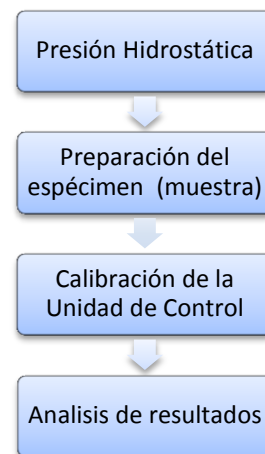 Presión Hidrostática
Preparación del
espécimen (muestra)
Calibración de la
Unidad de Control
Analisis de resultados